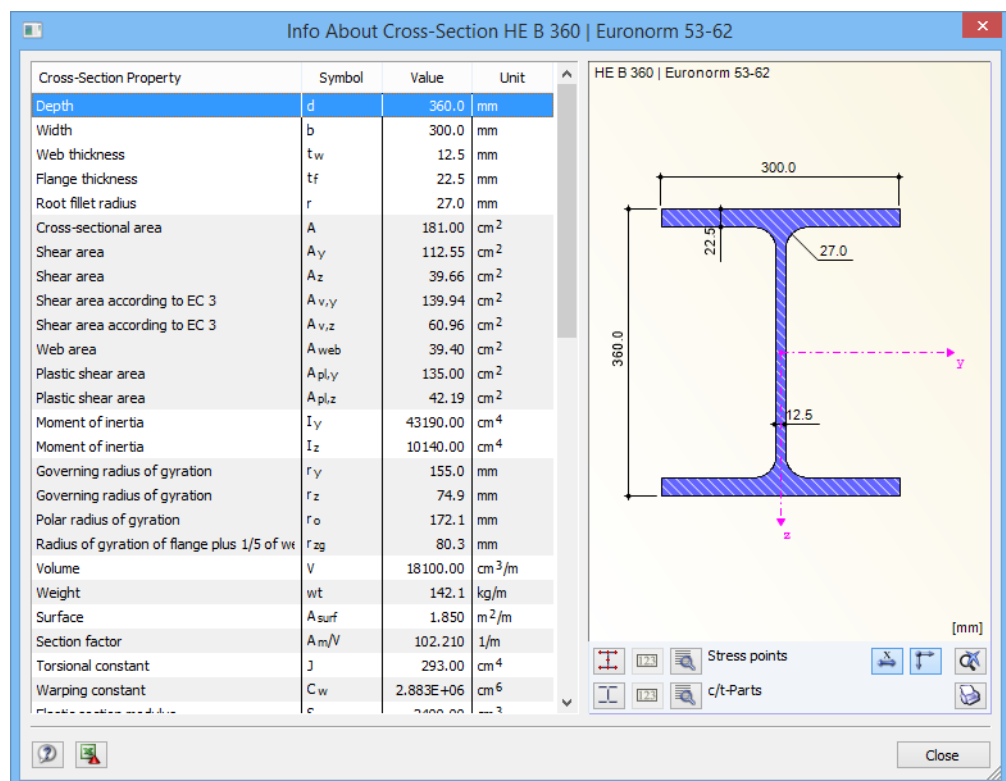 Info About Cross-Section HE B 360 | Euronorm 53-62
Cross-Section Property Symbol Value Unit
Depth d 360.0 mm
Width b 300.0 mm
Web thickness tw 12.5 mm
Flange thickness tf 22.5 mm
Root fillet radius r 27.0 mm
Cross-sectional area A 181.00 cm2
Shear area Ay 112.55 cm2
Shear area Az 39.66 cm2
Shear area according to EC 3 Av,y 139.94 cm2
Shear area according to EC 3 Av,z 60.96 cm2
Web area Aweb 39.40 cm2
Plastic shear area Apl,y 135.00 cm2
Plastic shear area Apl,z 42.19 cm2
Moment of inertia Iy 43190.00 cm4
Moment of inertia Iz 10140.00 cm4
Governing radius of gyration ry 155.0 mm
Governing radius of gyration rz 74.9 mm
Polar radius of gyration ro 172.1 mm
Radius of gyration of flange plus 1/5 of we rzg 80.3 mm
Volume V 18100.00 cm3/m
Weight wt 142.1 kg/m
Surface Asurf 1.850 m2/m
Section factor Am/V 102.210 1/m
Torsional constant J 293.00 cm4
Warping constant Cw 2.883E+06 cm6
Elastic section modulus S 2400.00 cm3
HE B 360 | Euronorm 53-62
300.0
22.5
27.0
360.0
y
12.5
z
[mm]
123
Stress points
x
123
c/t-Parts
Close